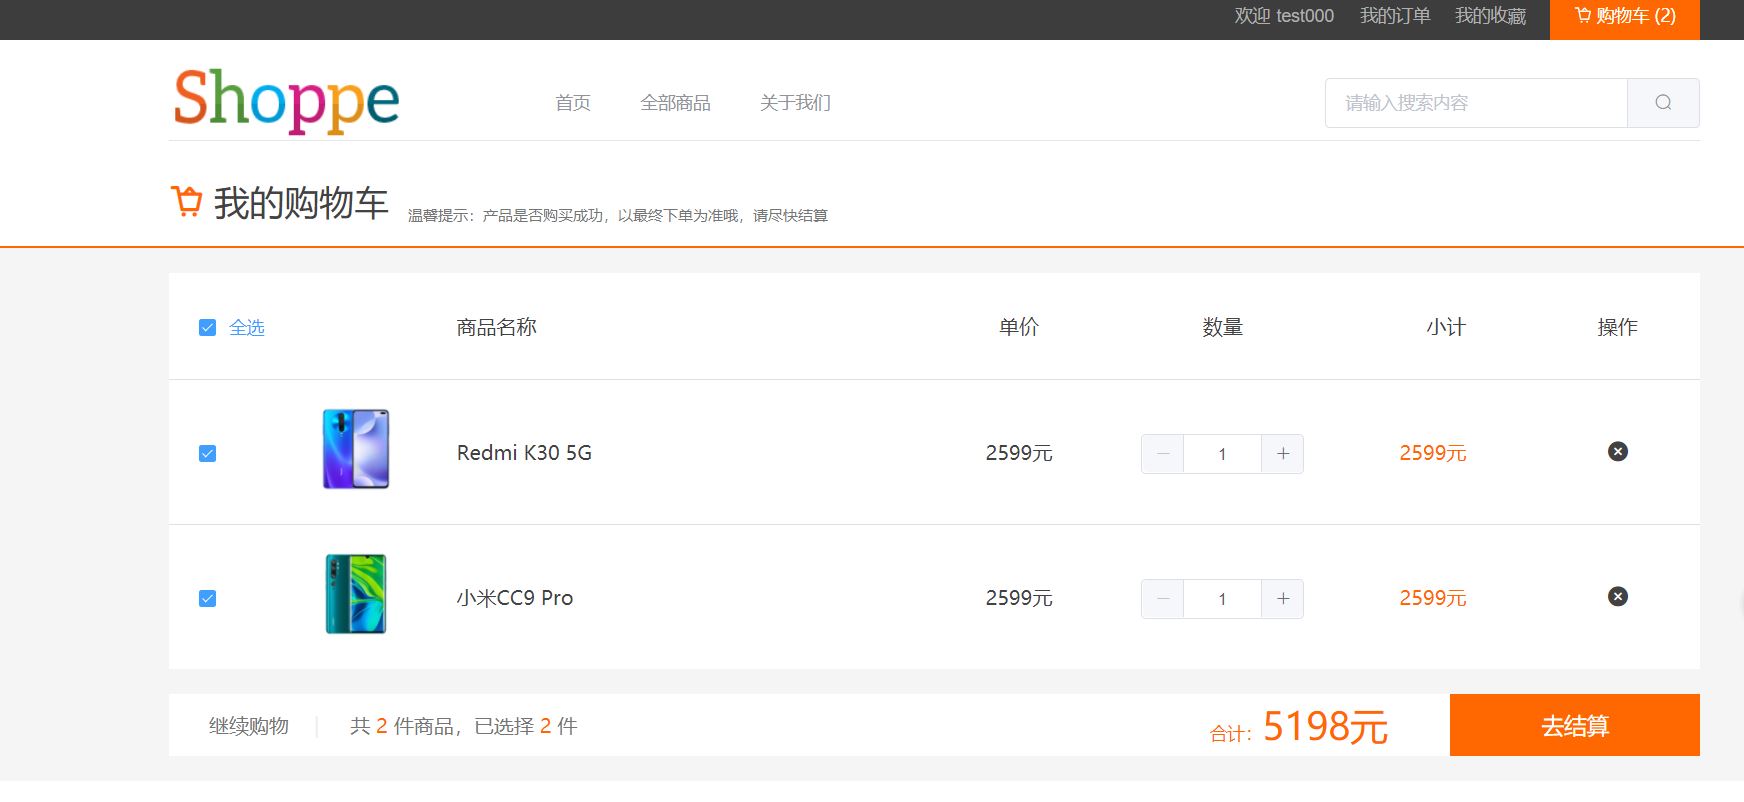 欢迎 test000 我的订单 我的收藏 购物车 (2)
Shoppe 首页 全部商品 关于我们 请输入搜索内容
我的购物车 温馨提示：产品是否购买成功，以最终下单为准哦，请尽快结算
全选 商品名称 单价 数量 小计 操作
Redmi K30 5G 2599元 1 2599元
小米CC9 Pro 2599元 1 2599元
继续购物 共 2 件商品，已选择 2 件 合计：5198元 去结算